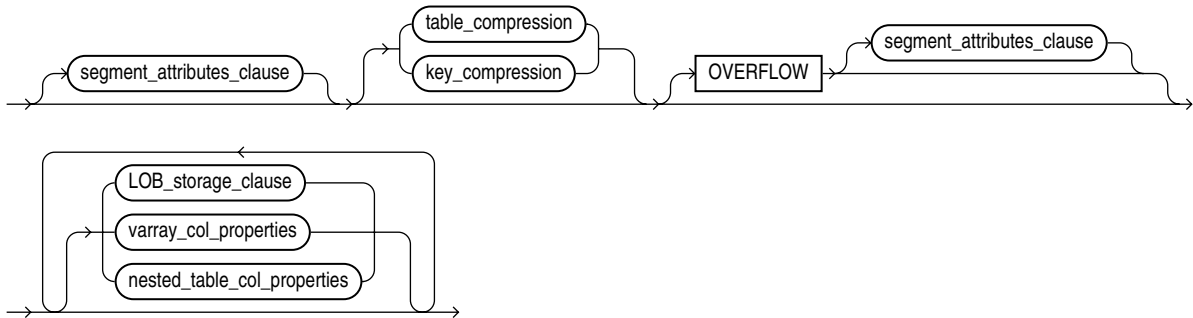 segment_attributes_clause
table_compression
key_compression
OVERFLOW
segment_attributes_clause
LOB_storage_clause
varray_col_properties
nested_table_col_properties